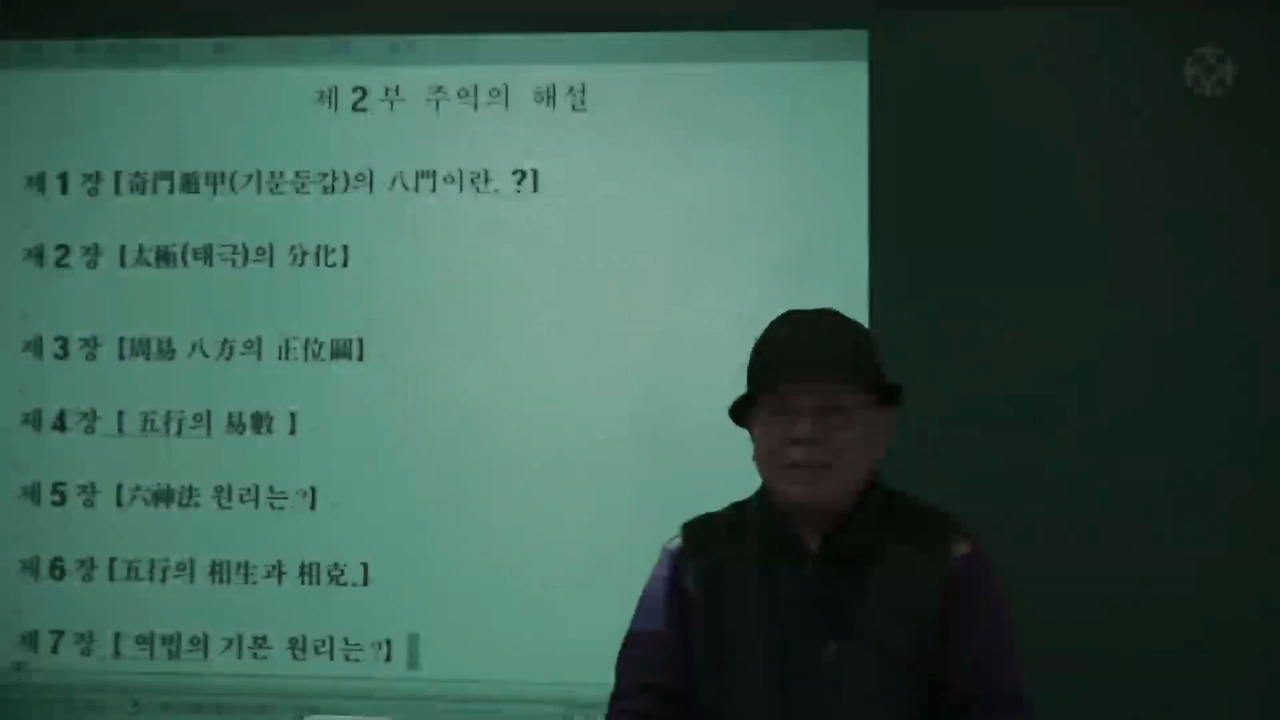 제 2 부 주역의 해설
제 1 장 [奇門遁甲(기문둔갑)의 八門이란. ?]
제 2 장 [太極(태극)의 分化]
제 3 장 [周易 八方의 正位圖]
제 4 장 [ 五行의 易數 ]
제 5 장 [六神法 원리는?]
제 6 장 [五行의 相生과 相克.]
제 7 장 [ 역법의 기본 원리는?]